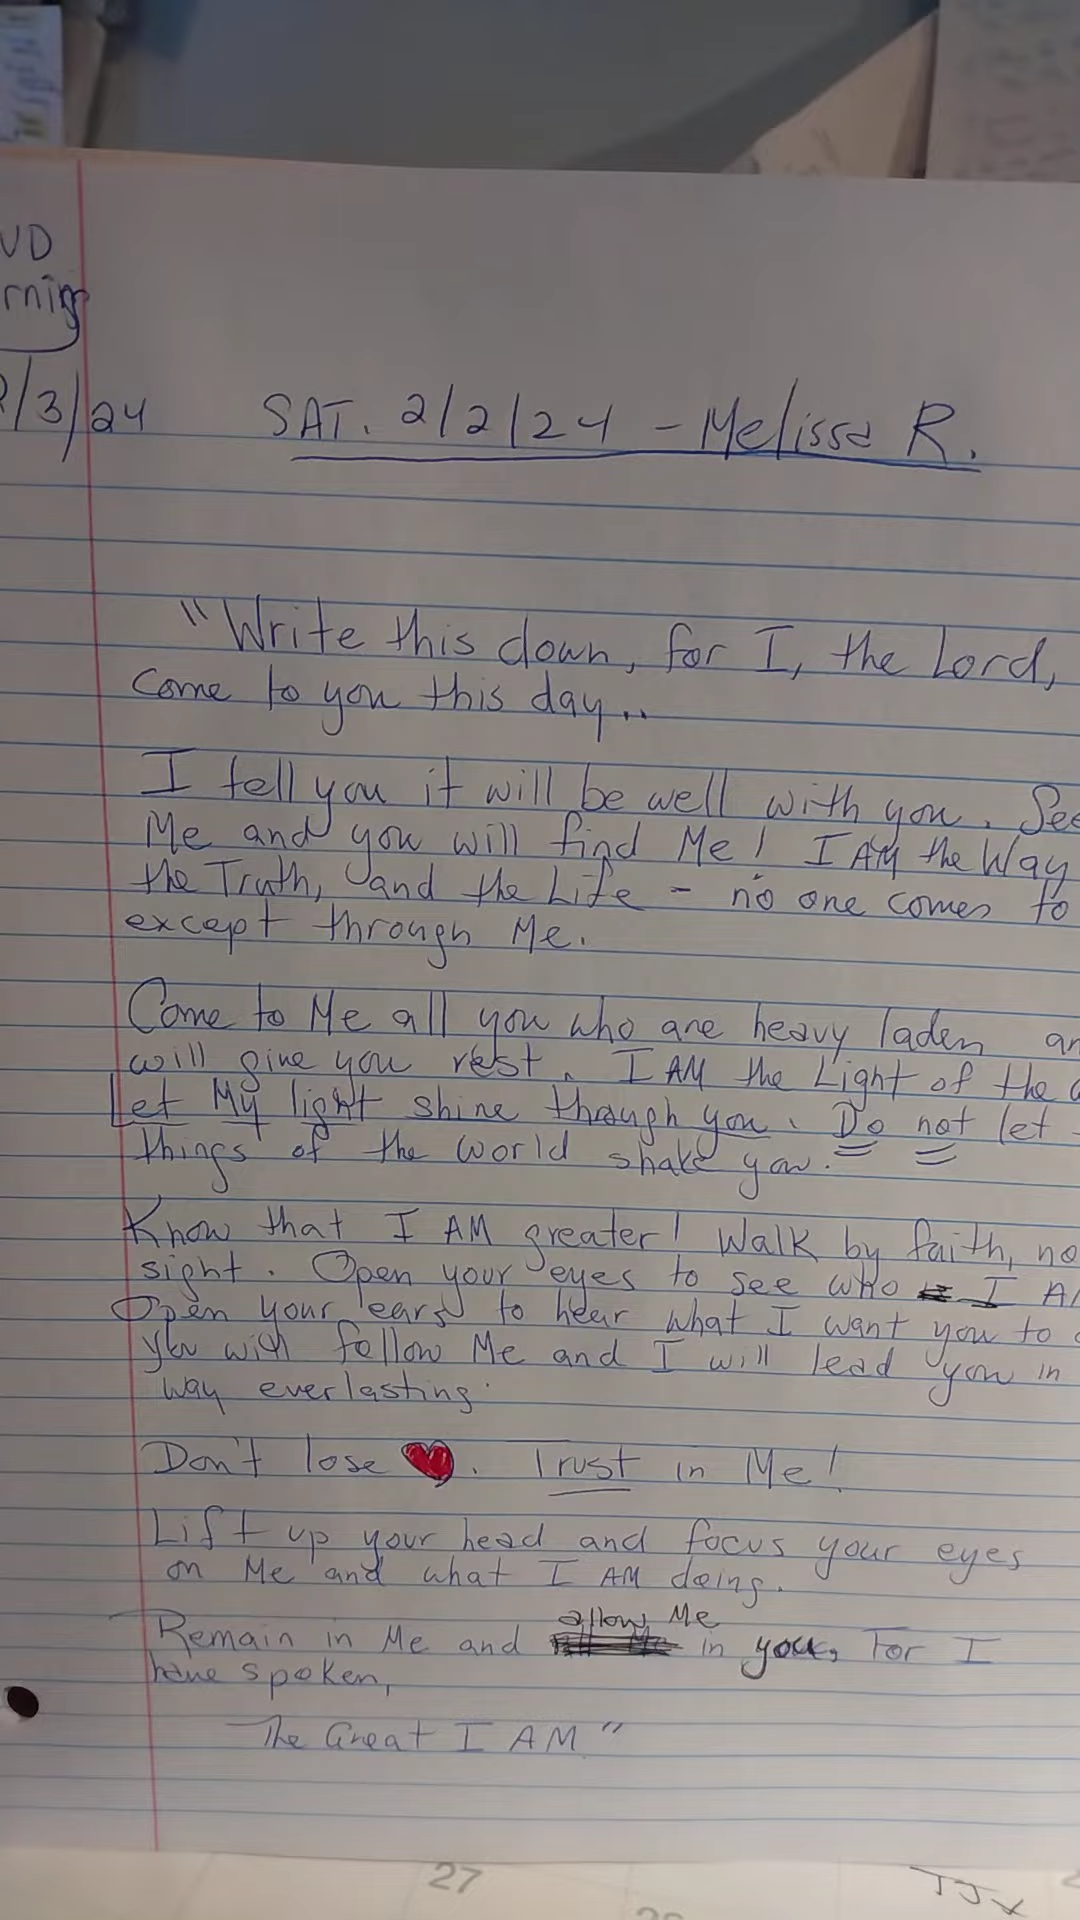 VD
rning
2/3/24
SAT. 2/2/24 - Melissa R.
"Write this down, for I, the Lord,
come to you this day..
I tell you it will be well with you. See
Me and you will find Me! I AM the Way
the Truth, and the Life - no one comes to
except through Me.
Come to Me all you who are heavy laden an
will give you rest. I AM the Light of the
Let My light shine through you. Do not let
things of the world shake you.
Know that I AM greater! Walk by faith, no
sight. Open your eyes to see who I A
Open your ears to hear what I want you to
you will follow Me and I will lead you in
way everlasting.
Don't lose ❤. Trust in Me!
Lift up your head and focus your eyes
on Me and what I AM doing.
allow Me
Remain in Me and in you, For I
have spoken,
The Great I AM"
27